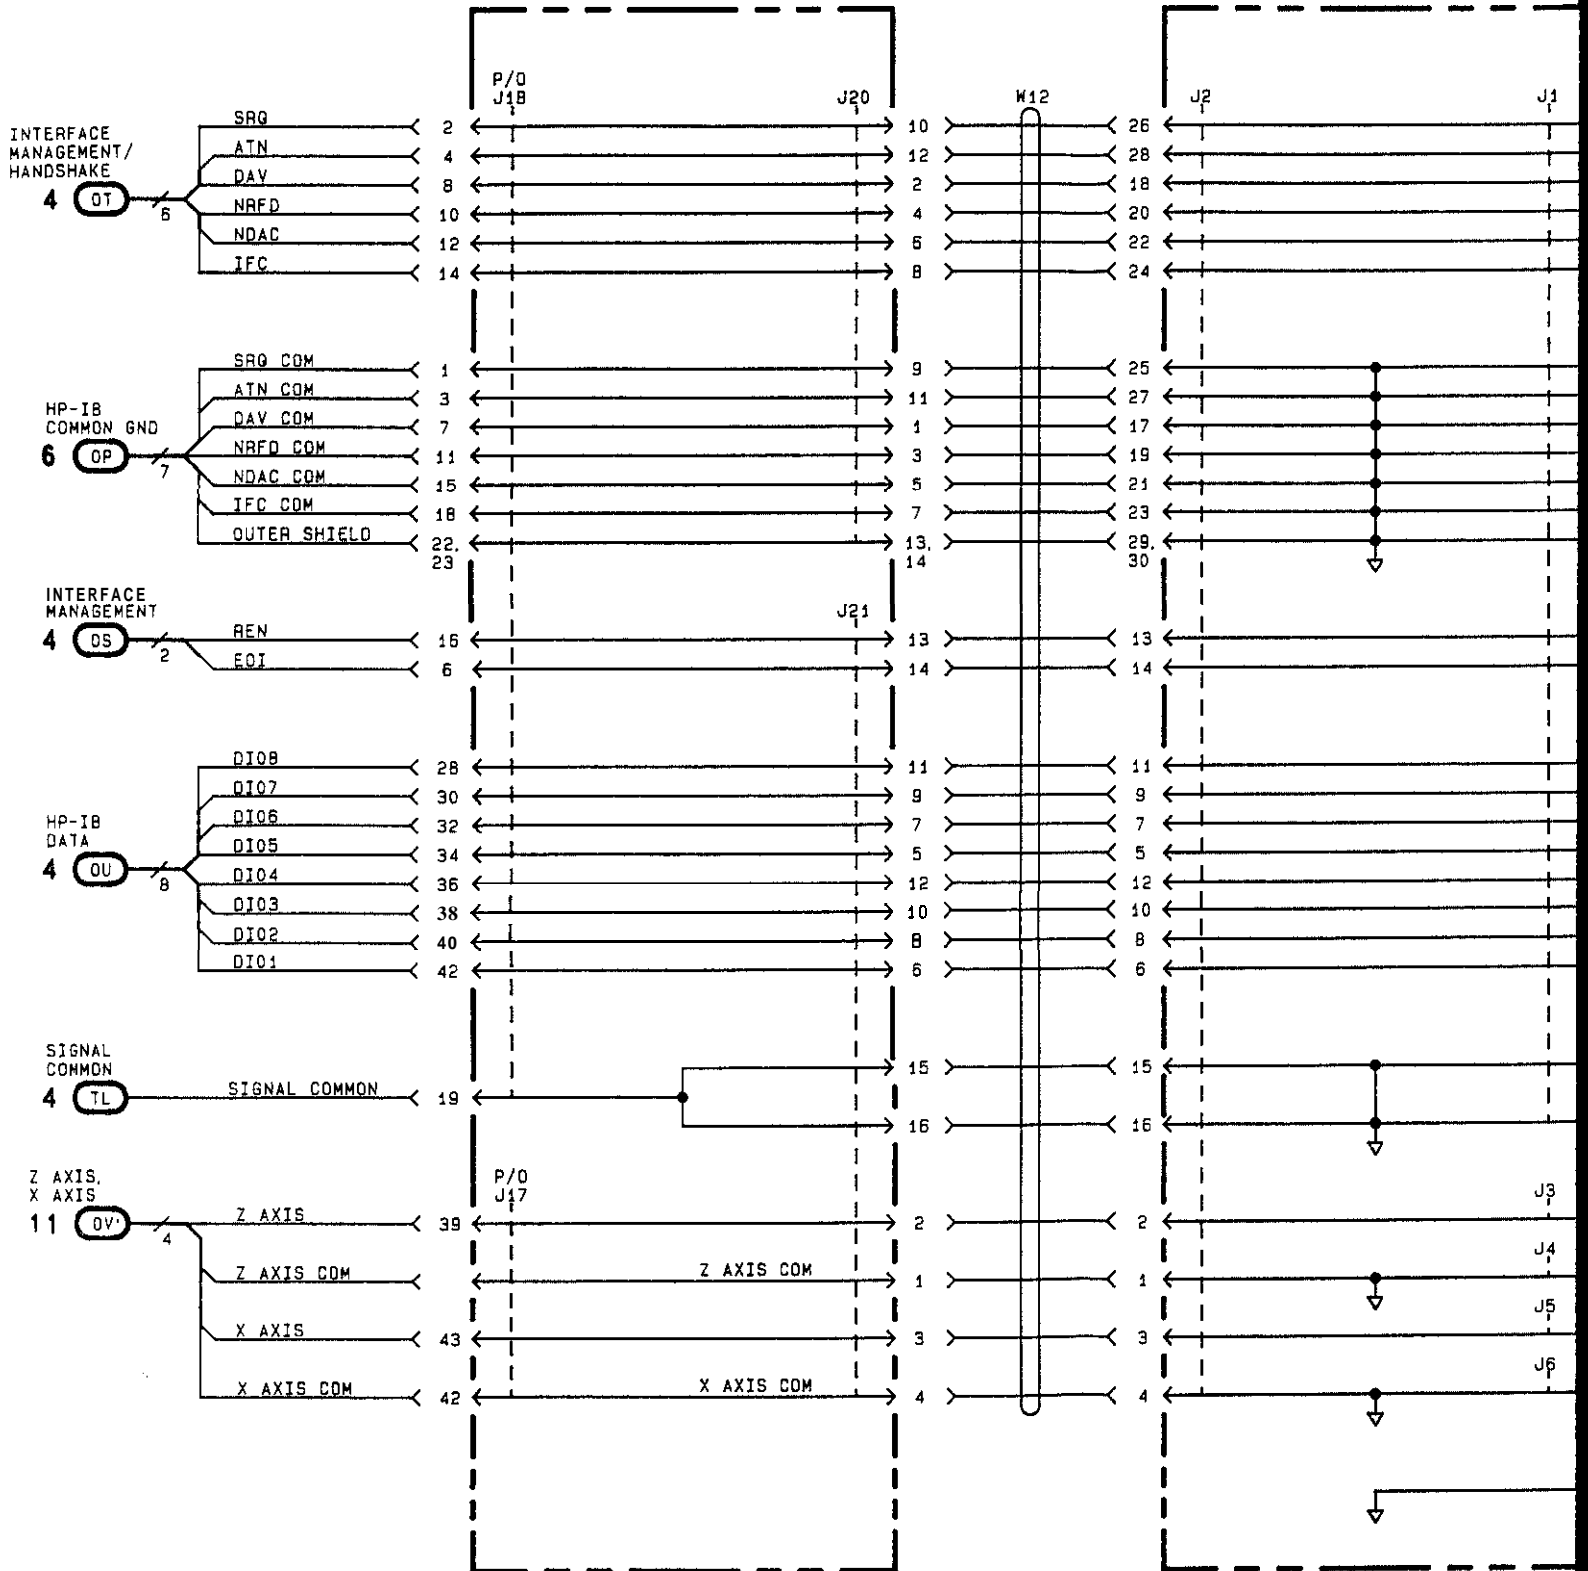 P/O
J18 J20 W12 J2 J1
INTERFACE
MANAGEMENT/
HANDSHAKE
4 OT 6
SRQ 2 10 26
ATN 4 12 28
DAV 8 2 18
NRFD 10 4 20
NDAC 12 6 22
IFC 14 8 24
HP-IB
COMMON GND
6 OP 7
SRQ COM 1 9 25
ATN COM 3 11 27
DAV COM 7 1 17
NRFD COM 11 3 19
NDAC COM 15 5 21
IFC COM 18 7 23
OUTER SHIELD 22, 13, 29,
23 14 30
INTERFACE
MANAGEMENT
4 OS 2
J21
REN 16 13 13
EOI 6 14 14
HP-IB
DATA
4 OU 8
DIO8 28 11 11
DIO7 30 9 9
DIO6 32 7 7
DIO5 34 5 5
DIO4 36 12 12
DIO3 38 10 10
DIO2 40 8 8
DIO1 42 6 6
SIGNAL
COMMON
4 TL
15 15
SIGNAL COMMON 19
16 16
Z AXIS,
X AXIS
11 OV 4
P/O
J17
J3
Z AXIS 39 2 2
J4
Z AXIS COM Z AXIS COM 1 1
J5
X AXIS 43 3 3
J6
X AXIS COM 42 X AXIS COM 4 4